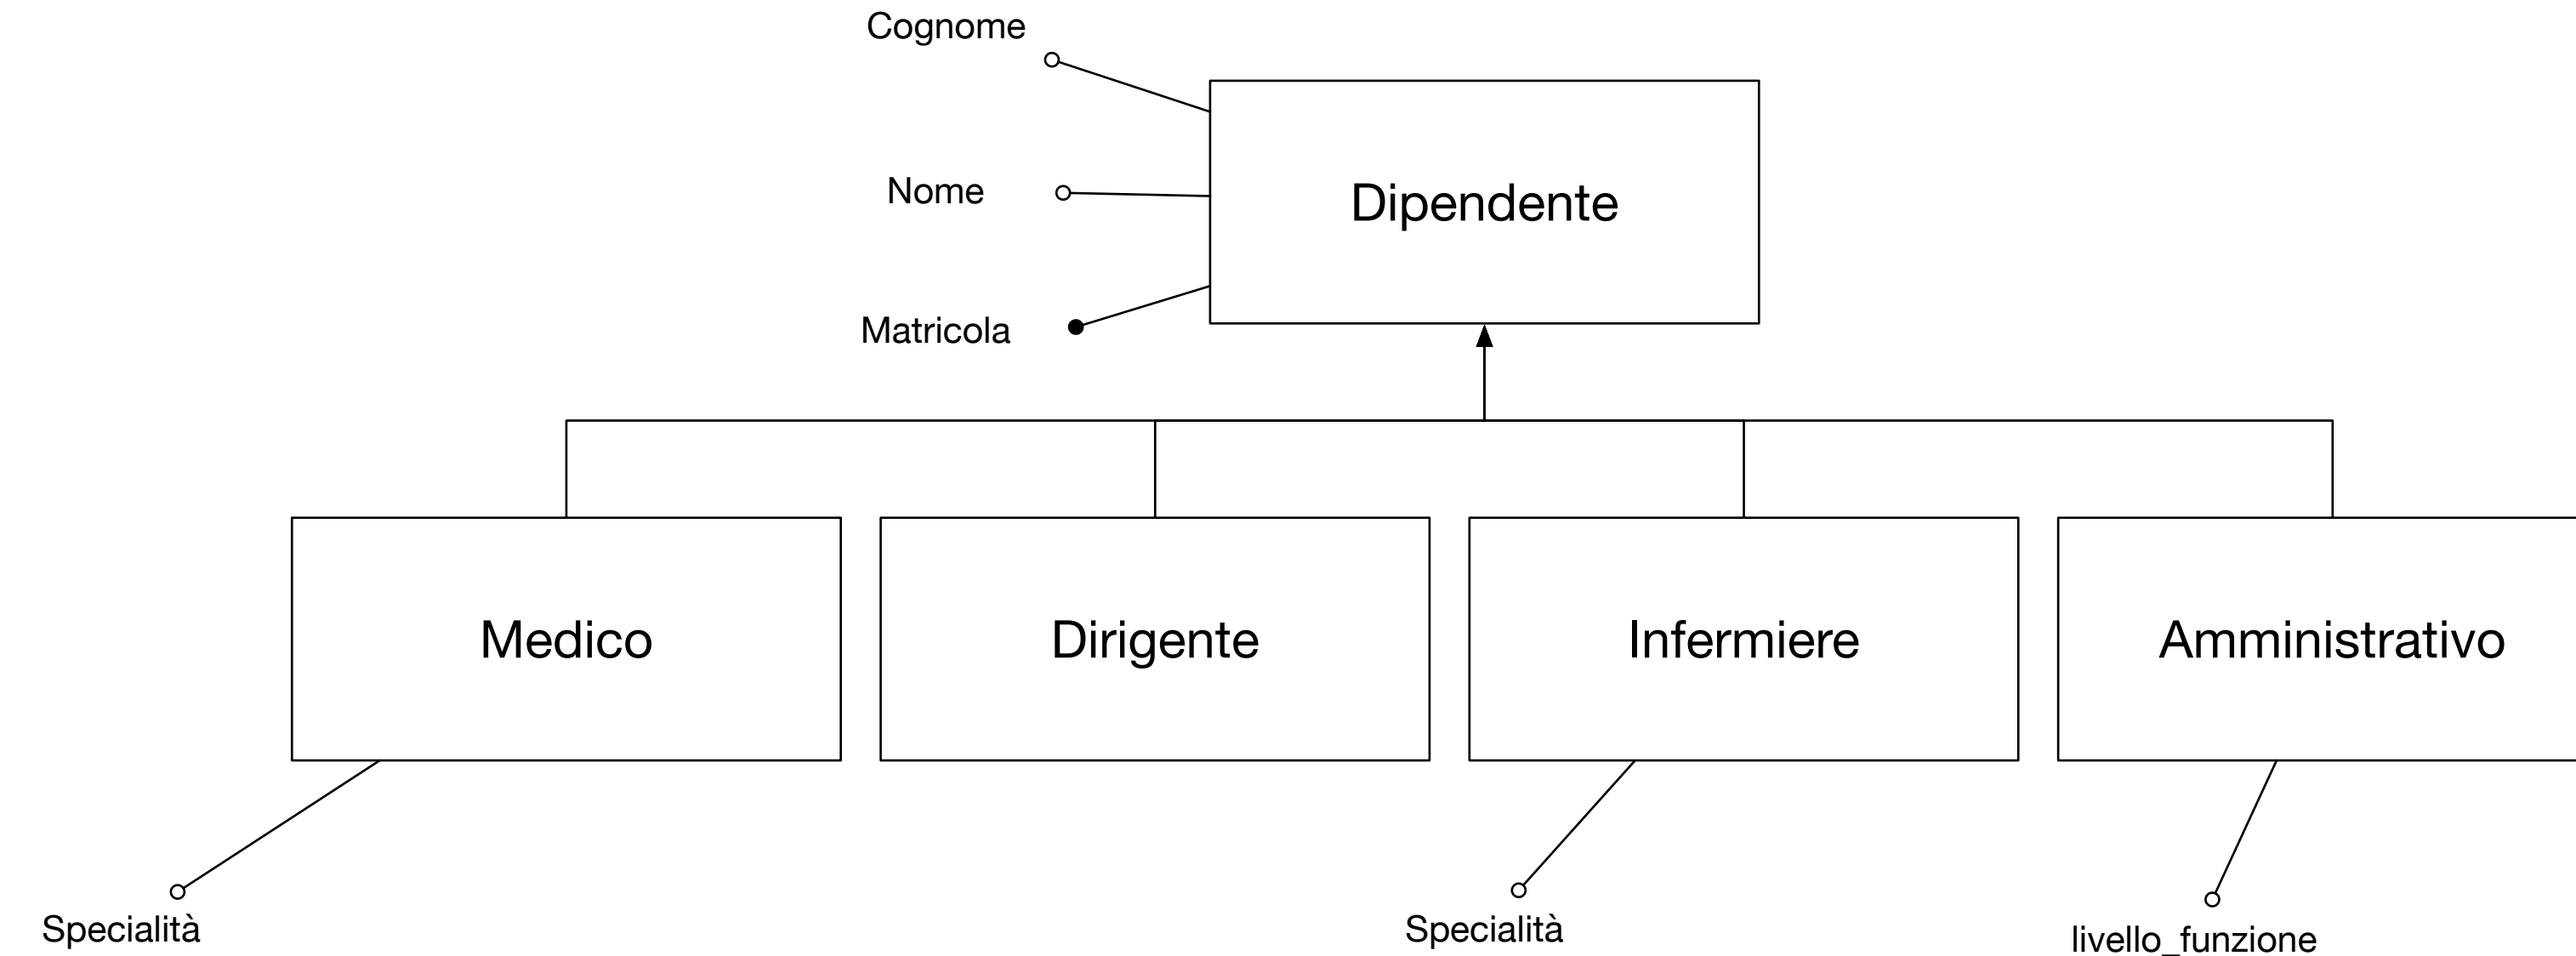 Cognome
Nome
Dipendente
Matricola
Medico
Dirigente
Infermiere
Amministrativo
Specialità
Specialità
livello_funzione